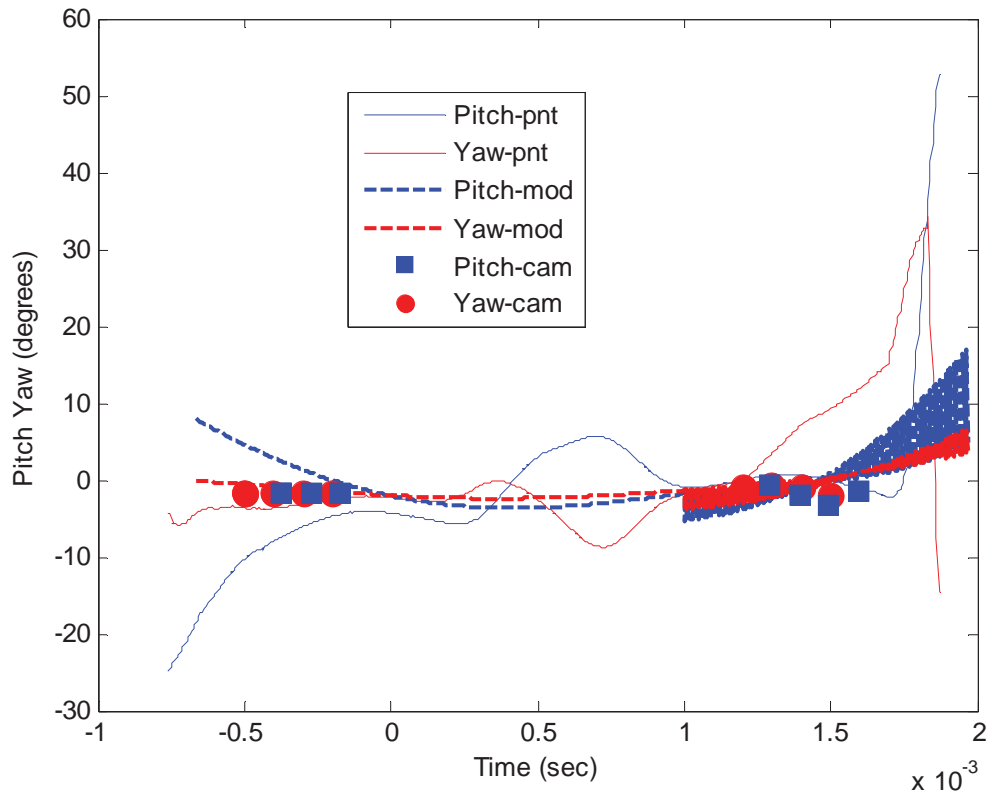 60
50
40
30
20
10
0
-10
-20
-30
Pitch Yaw (degrees)
Pitch-pnt
Yaw-pnt
Pitch-mod
Yaw-mod
Pitch-cam
Yaw-cam
-1 -0.5 0 0.5 1 1.5 2
Time (sec)
x 10⁻³